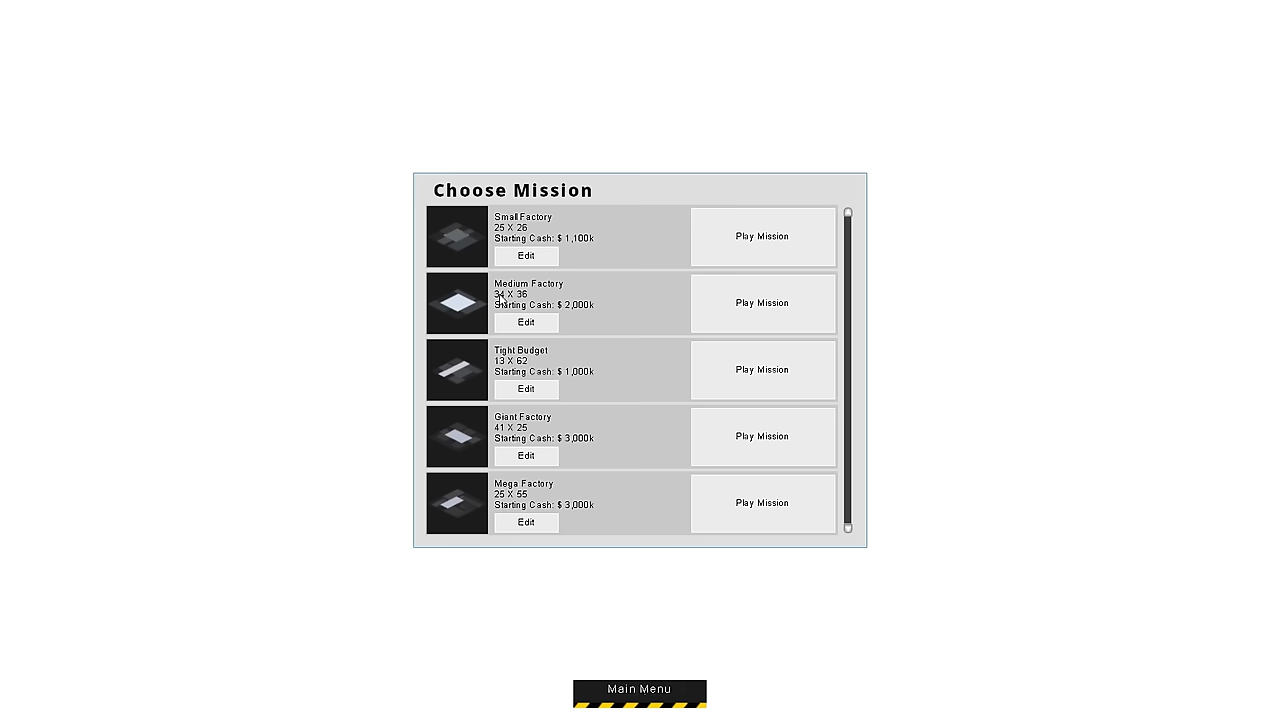 Choose Mission
Small Factory
25 X 26
Starting Cash: $ 1,100k
Edit
Play Mission
Medium Factory
34 X 36
Starting Cash: $ 2,000k
Edit
Play Mission
Tight Budget
13 X 62
Starting Cash: $ 1,000k
Edit
Play Mission
Giant Factory
41 X 25
Starting Cash: $ 3,000k
Edit
Play Mission
Mega Factory
25 X 55
Starting Cash: $ 3,000k
Edit
Play Mission
Main Menu